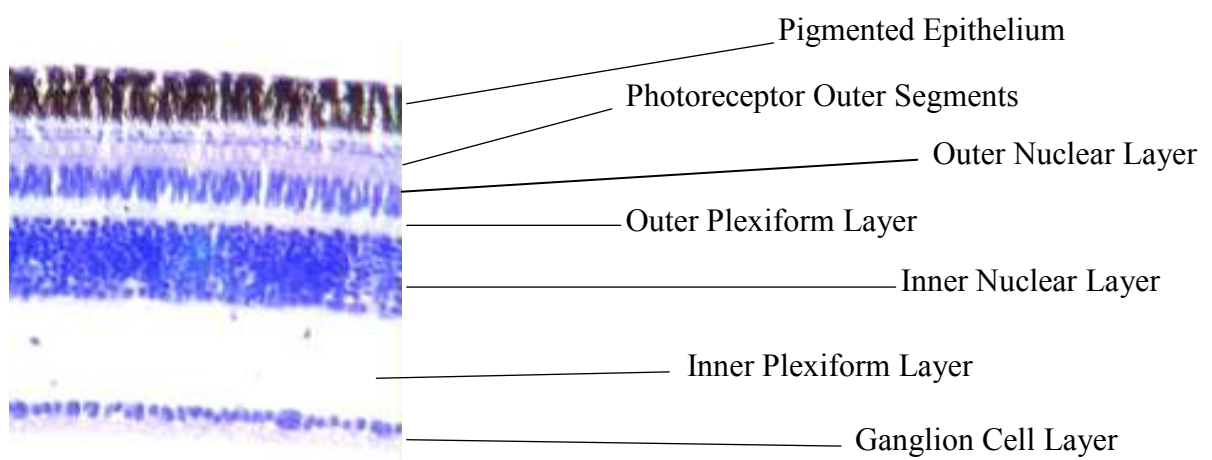 Pigmented Epithelium
Photoreceptor Outer Segments
Outer Nuclear Layer
Outer Plexiform Layer
Inner Nuclear Layer
Inner Plexiform Layer
Ganglion Cell Layer